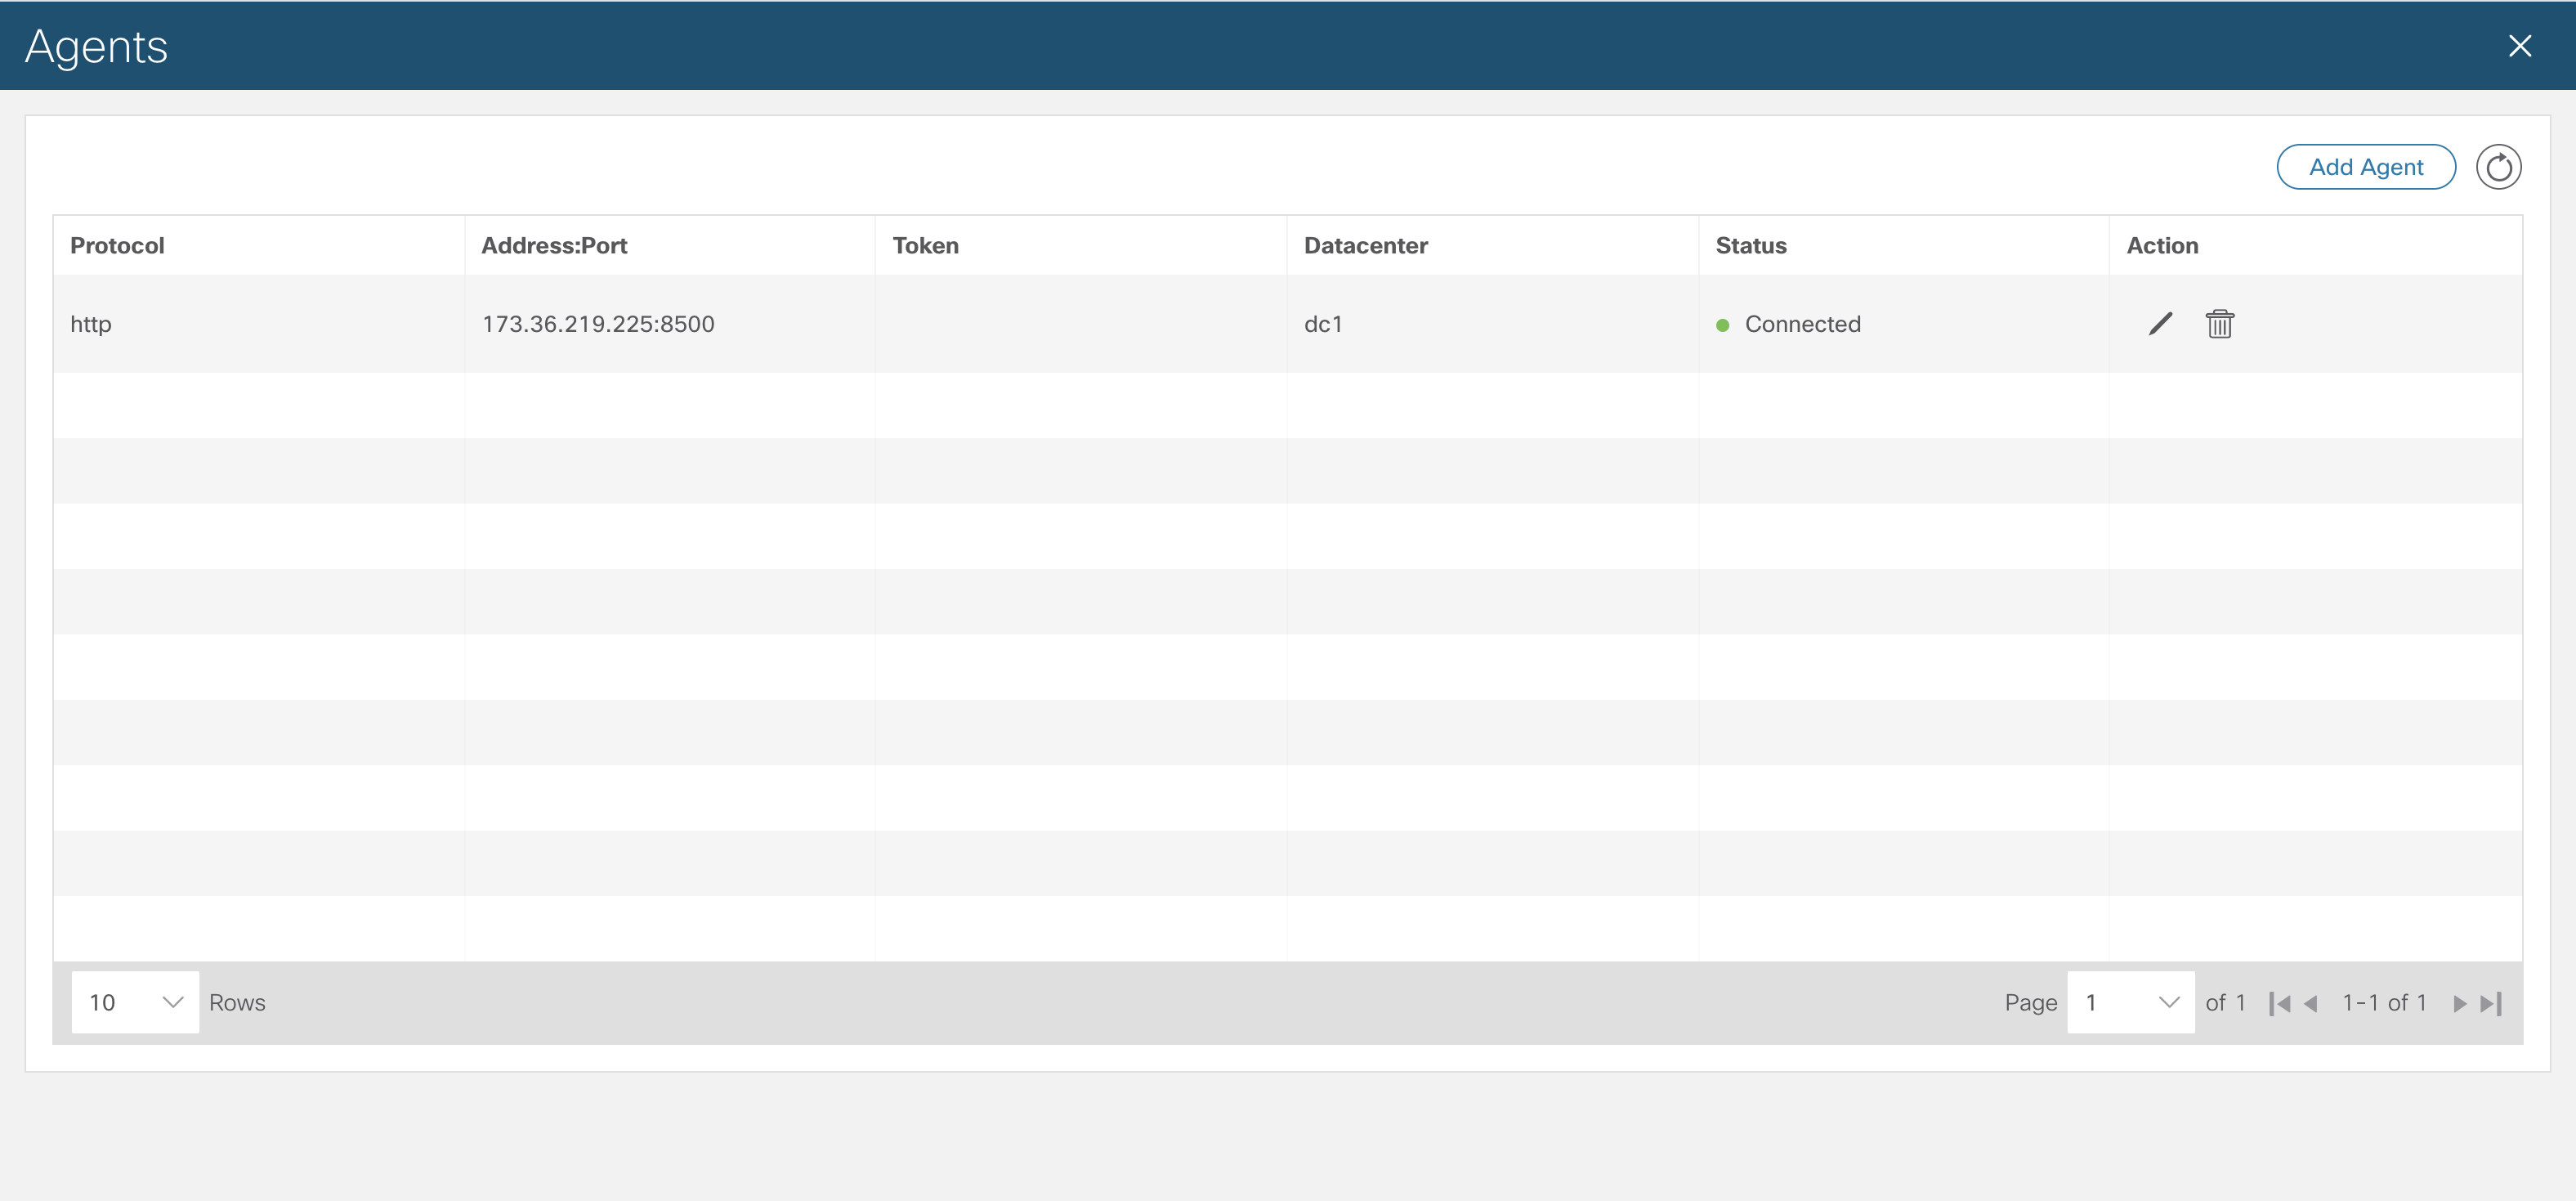 Agents
Add Agent
Protocol Address:Port Token Datacenter Status Action
http 173.36.219.225:8500 dc1 Connected
10 Rows Page 1 of 1 1-1 of 1